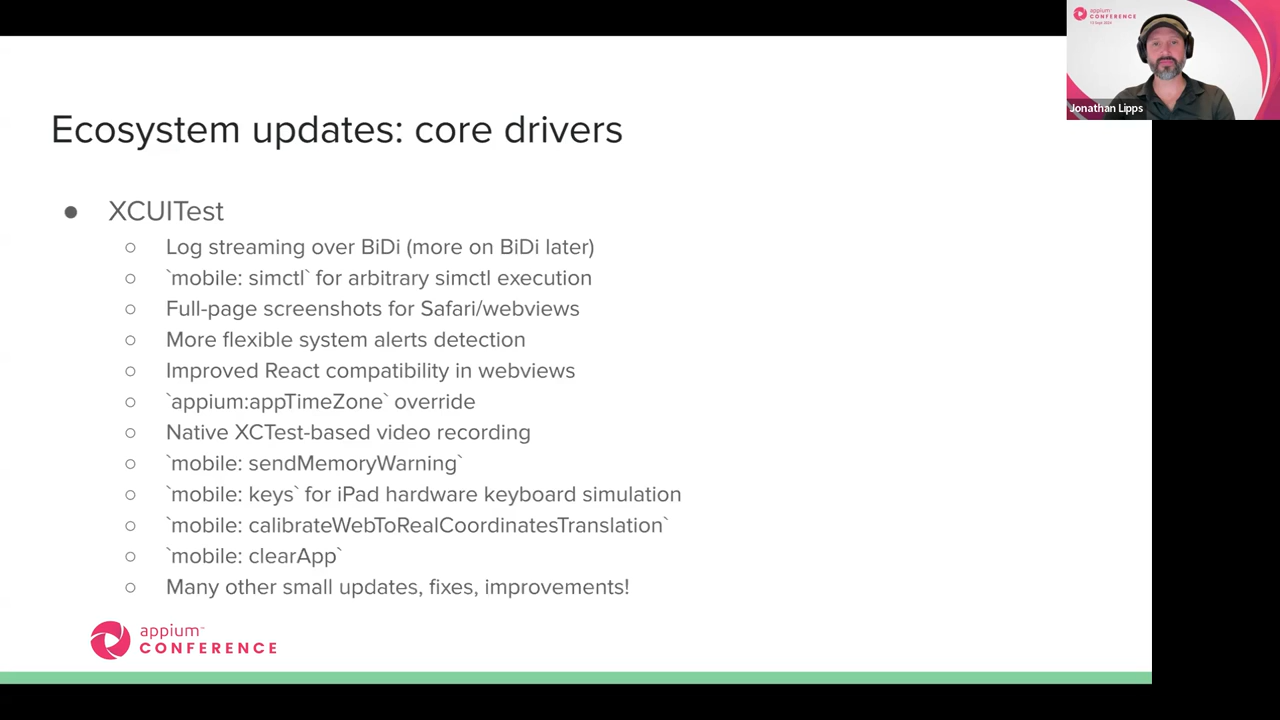 appium
CONFERENCE
Jonathan Lipps
Ecosystem updates: core drivers
● XCUITest
○ Log streaming over BiDi (more on BiDi later)
○ `mobile: simctl` for arbitrary simctl execution
○ Full-page screenshots for Safari/webviews
○ More flexible system alerts detection
○ Improved React compatibility in webviews
○ `appium:appTimeZone` override
○ Native XCTest-based video recording
○ `mobile: sendMemoryWarning`
○ `mobile: keys` for iPad hardware keyboard simulation
○ `mobile: calibrateWebToRealCoordinatesTranslation`
○ `mobile: clearApp`
○ Many other small updates, fixes, improvements!
appium™
CONFERENCE